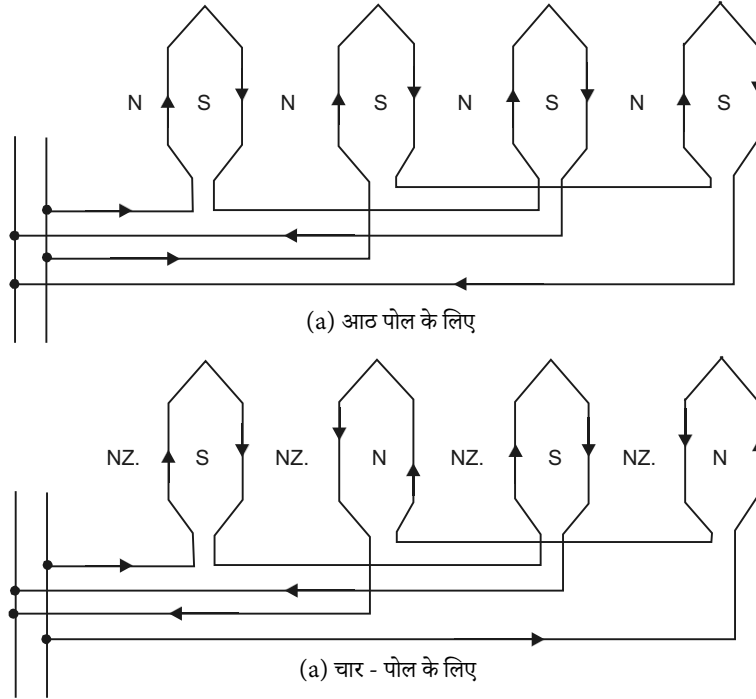 N S N S N S N S
(a) आठ पोल के लिए
NZ. S NZ. N NZ. S NZ. N
(a) चार - पोल के लिए